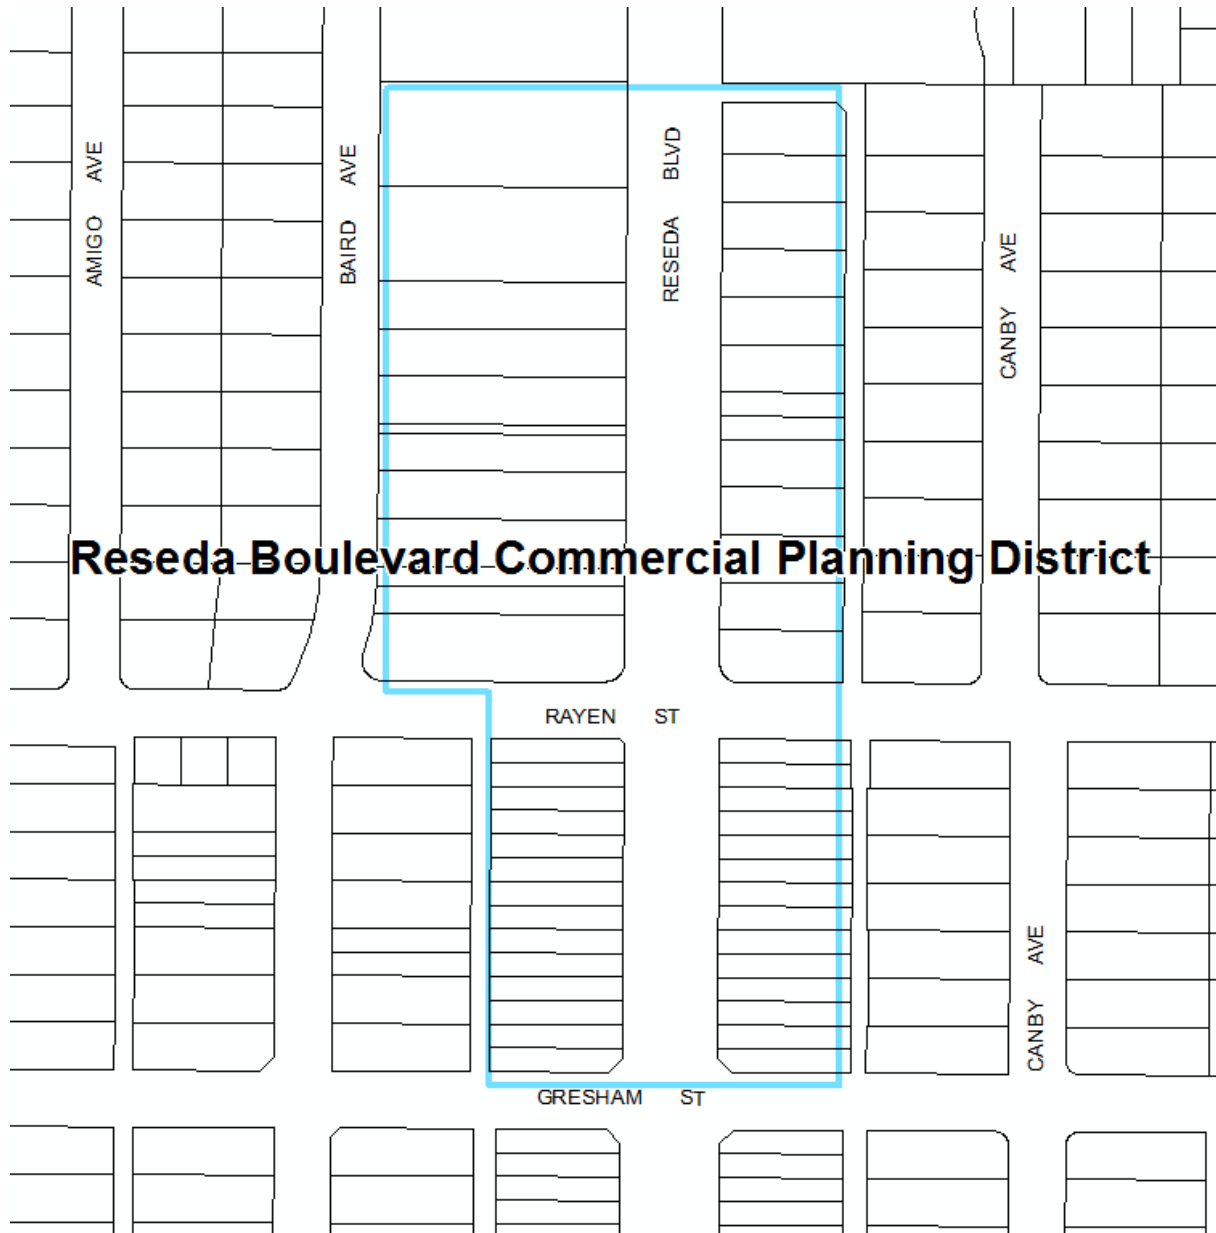 AMIGO AVE
BAIRD AVE
RESEDA BLVD
CANBY AVE
Reseda Boulevard Commercial Planning District
RAYEN ST
CANBY AVE
GRESHAM ST